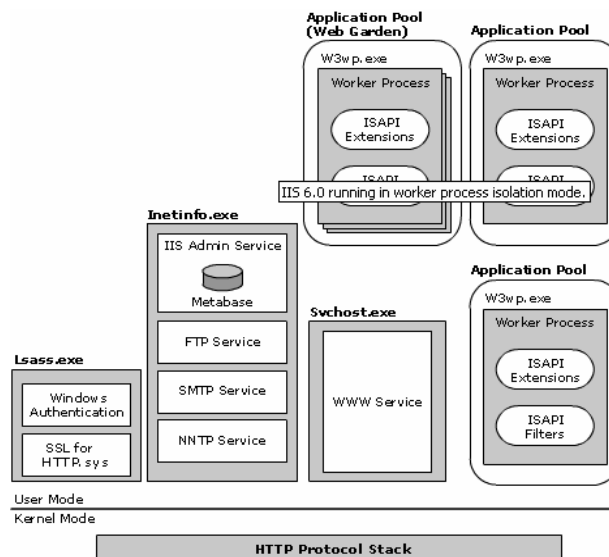 Application Pool
(Web Garden)
W3wp.exe
Worker Process
ISAPI
Extensions
Application Pool
W3wp.exe
Worker Process
ISAPI
Extensions
IIS 6.0 running in worker process isolation mode.
Inetinfo.exe
IIS Admin Service
Metabase
FTP Service
SMTP Service
NNTP Service
Svchost.exe
WWW Service
Application Pool
W3wp.exe
Worker Process
ISAPI
Extensions
ISAPI
Filters
Lsass.exe
Windows
Authentication
SSL for
HTTP.sys
User Mode
Kernel Mode
HTTP Protocol Stack